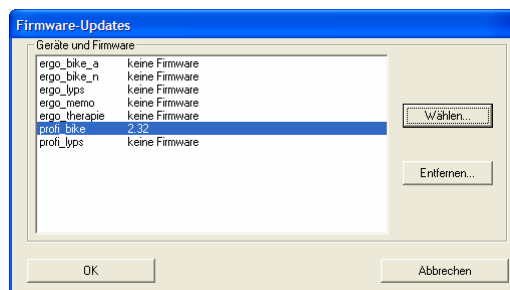 Firmware-Updates
Geräte und Firmware
ergo_bike_a keine Firmware
ergo_bike_n keine Firmware
ergo_lyps keine Firmware
ergo_memo keine Firmware
ergo_therapie keine Firmware
profi_bike 2.32
profi_lyps keine Firmware
Wählen...
Entfernen...
OK Abbrechen